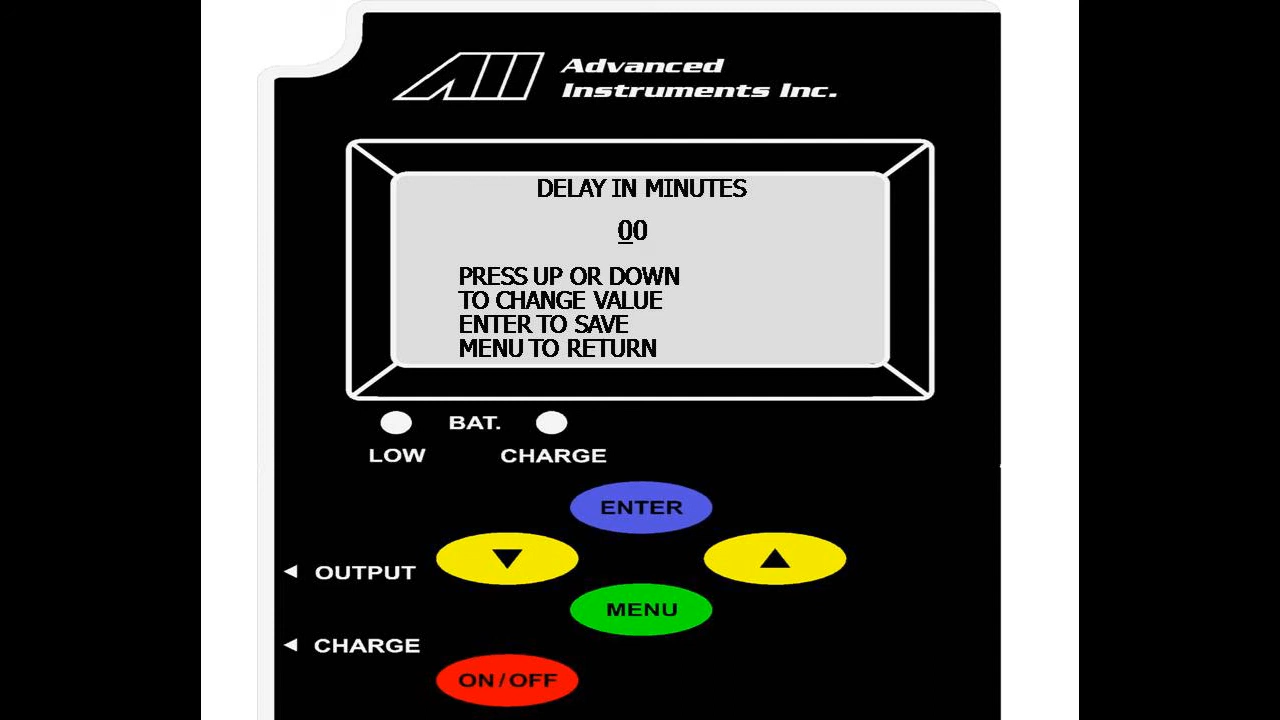 Advanced
Instruments Inc.
DELAY IN MINUTES
00
PRESS UP OR DOWN
TO CHANGE VALUE
ENTER TO SAVE
MENU TO RETURN
BAT.
LOW CHARGE
ENTER
OUTPUT
MENU
CHARGE
ON/OFF